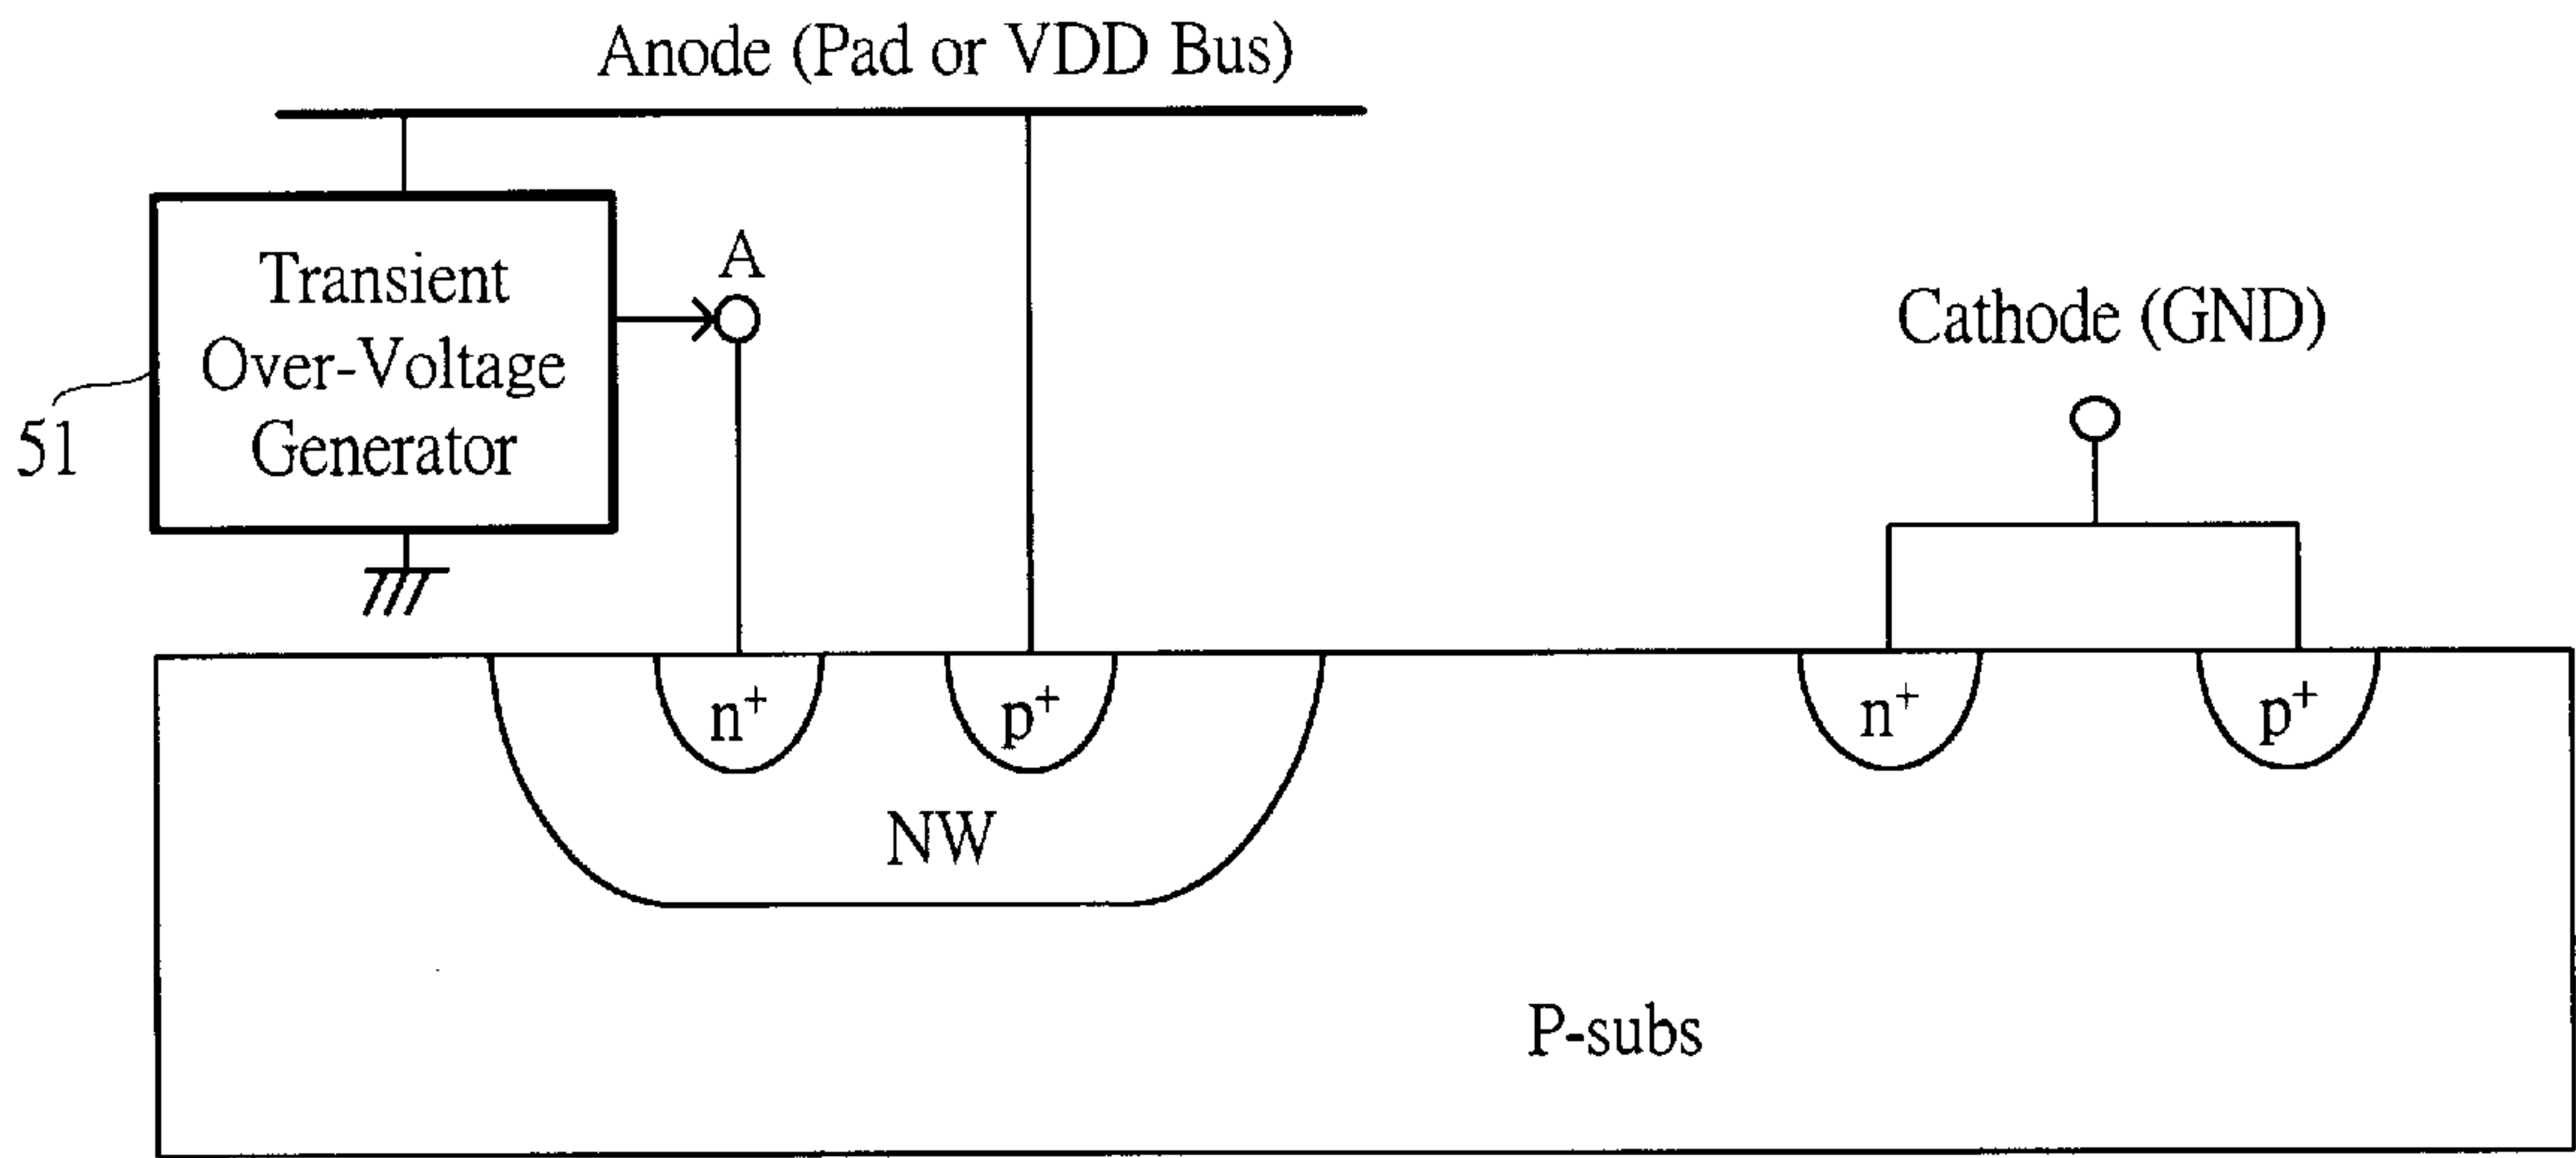 Anode (Pad or VDD Bus)
Transient
Over-Voltage
Generator
51
A
Cathode (GND)
n+
p+
n+
p+
NW
P-subs